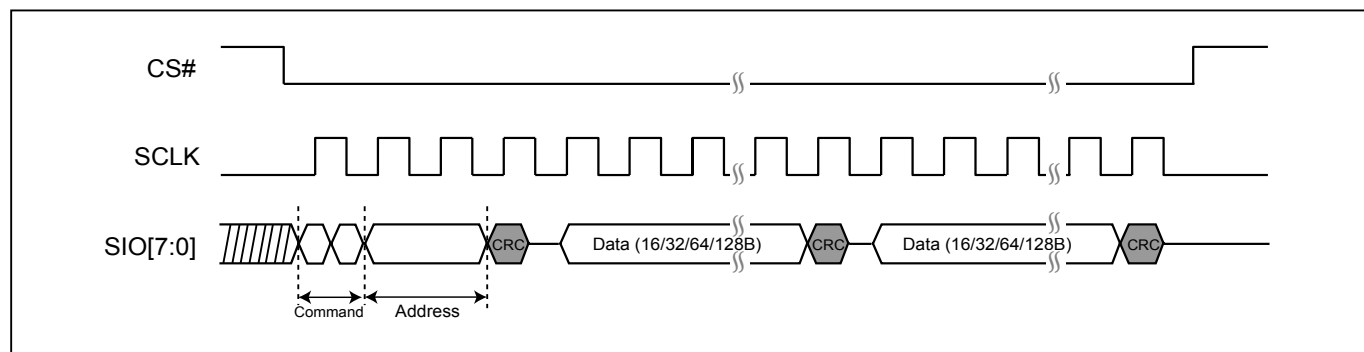 CS#
SCLK
SIO[7:0]
CRC
Data (16/32/64/128B)
CRC
Data (16/32/64/128B)
CRC
Command
Address